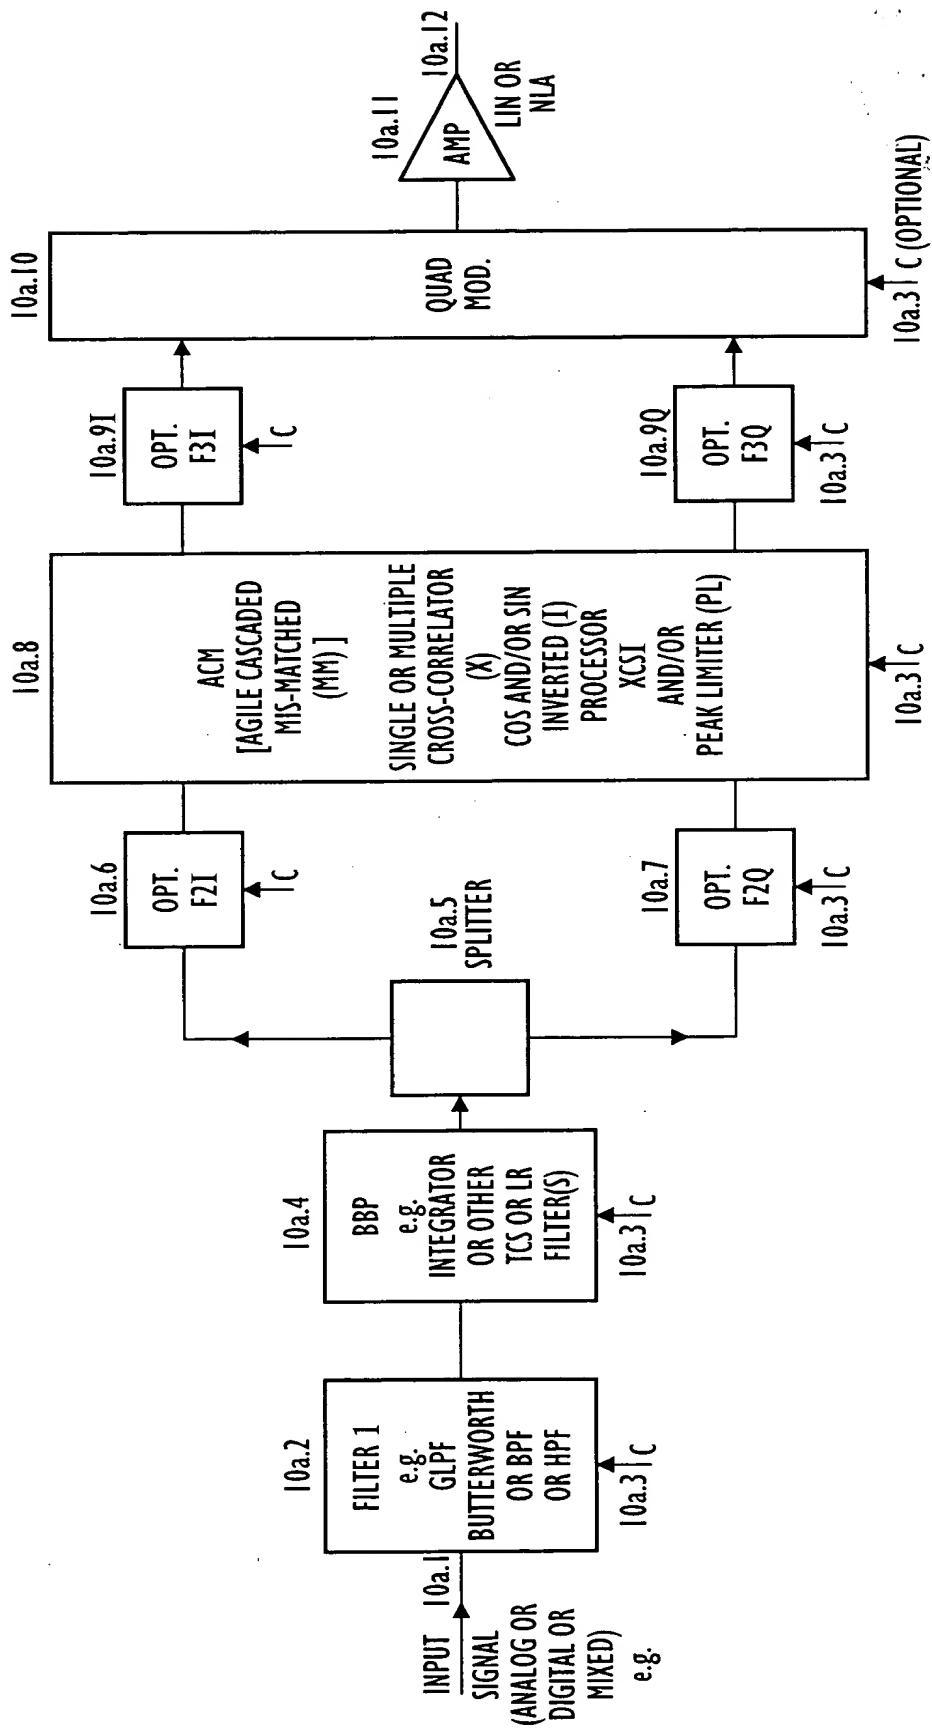 INPUT
SIGNAL
(ANALOG OR
DIGITAL OR
MIXED)
e.g.
10a.1
10a.2
FILTER 1
e.g.
GLPF
BUTTERWORTH
OR BPF
OR HPF
10a.3 C
10a.4
BBP
e.g.
INTEGRATOR
OR OTHER
TCS OR LR
FILTER(S)
10a.3 C
10a.5
SPLITTER
10a.6
OPT.
F2I
C
10a.7
OPT.
F2Q
10a.3 C
10a.8
ACM
[AGILE CASCADED
MIS-MATCHED
(MM) ]
SINGLE OR MULTIPLE
CROSS-CORRELATOR
(X)
COS AND/OR SIN
INVERTED (I)
PROCESSOR
XCSI
AND/OR
PEAK LIMITER (PL)
10a.3 C
10a.9I
OPT.
F3I
C
10a.9Q
OPT.
F3Q
10a.3 C
10a.10
QUAD
MOD.
10a.3 C (OPTIONAL)
10a.11
AMP
LIN OR
NLA
10a.12